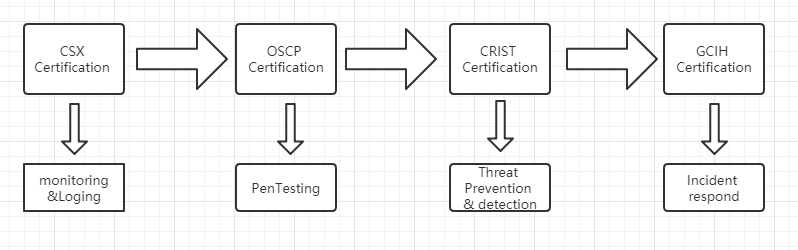 CSX
Certification
OSCP
Certification
CRIST
Certification
GCIH
Certification
monitoring
&Loging
PenTesting
Threat
Prevention
& detection
Incident
respond